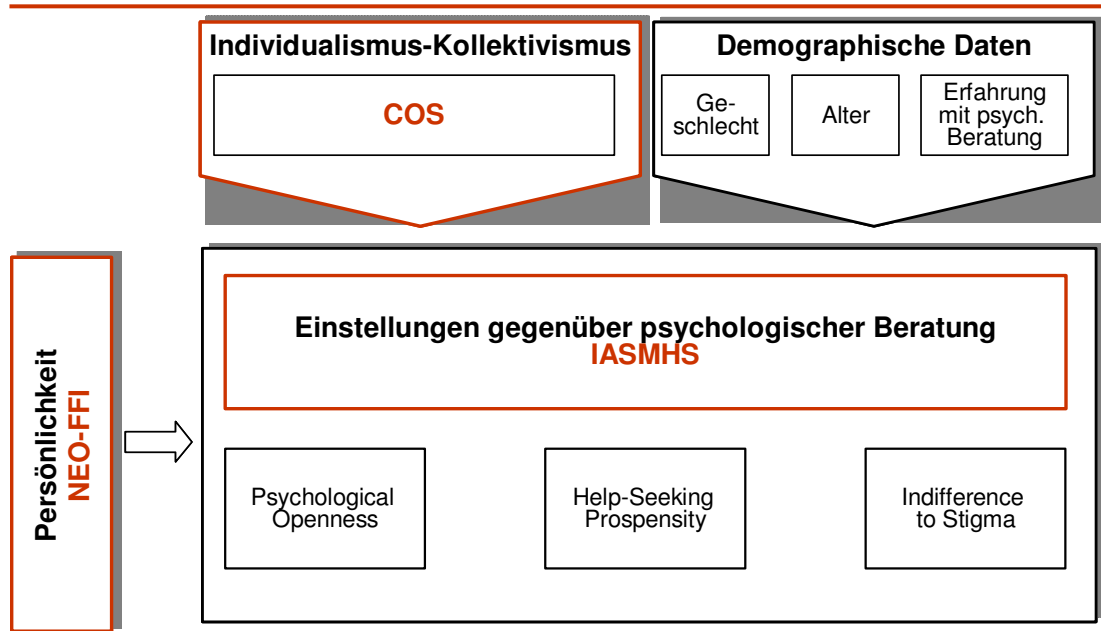 Individualismus-Kollektivismus
COS
Demographische Daten
Ge-
schlecht
Alter
Erfahrung
mit psych.
Beratung
Persönlichkeit
NEO-FFI
Einstellungen gegenüber psychologischer Beratung
IASMHS
Psychological
Openness
Help-Seeking
Prospensity
Indifference
to Stigma